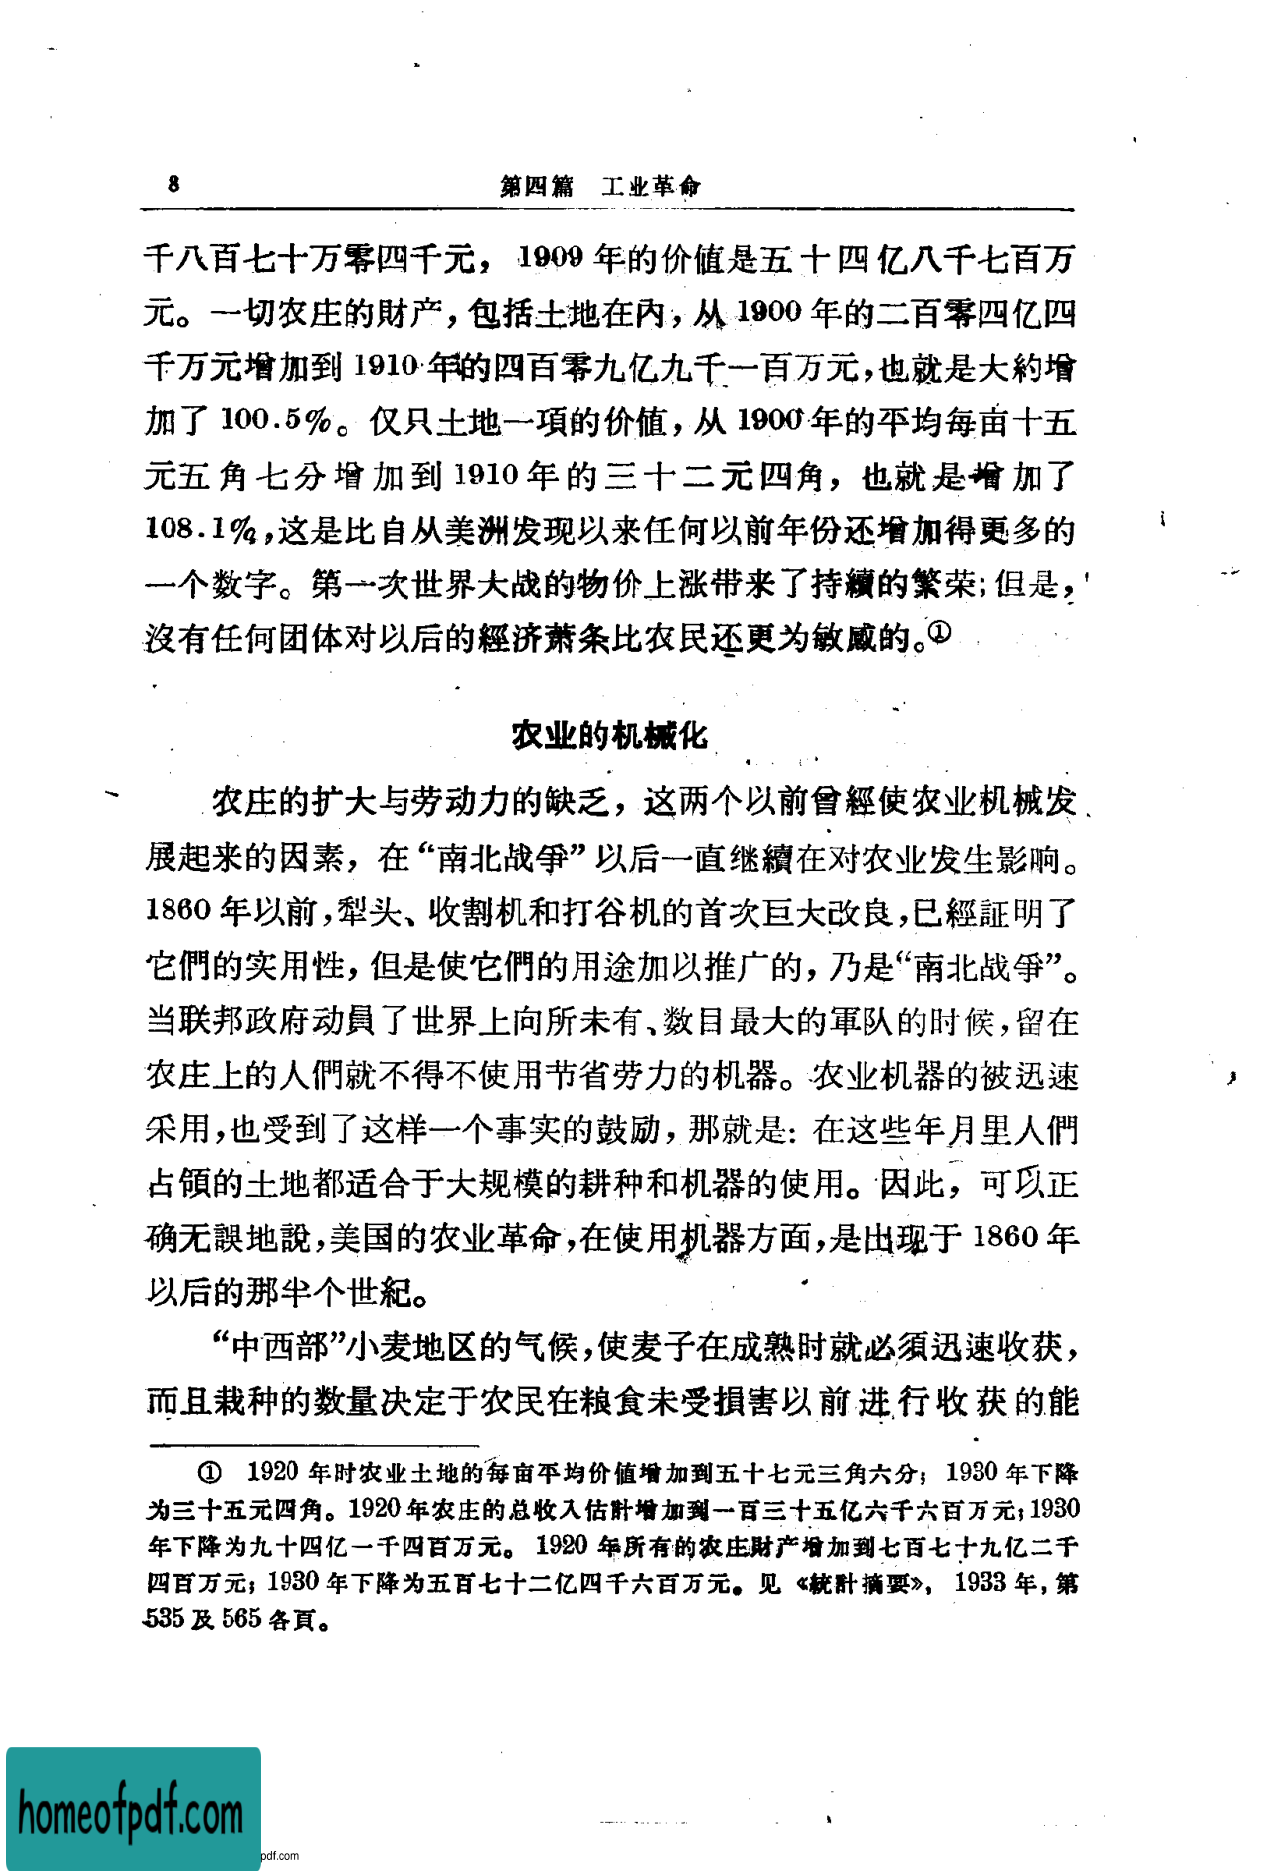 8
第四篇 工业革命
千八百七十万零四千元， 1909 年的价值是五十四亿八千七百万
元。一切农庄的財产，包括土地在內，从 1900 年的二百零四亿四
千万元增加到 1910 年的四百零九亿九千一百万元，也就是大約增
加了 100.5%。仅只土地一項的价值，从 1900 年的平均每亩十五
元五角七分增加到 1910 年的三十二元四角，也就是增加了
108.1%，这是比自从美洲发现以来任何以前年份还增加得更多的
一个数字。第一次世界大战的物价上涨带来了持續的繁荣；但是，
沒有任何团体对以后的經济萧条比农民还更为敏感的。①
农业的机械化
农庄的扩大与劳动力的缺乏，这两个以前曾經使农业机械发
展起来的因素，在“南北战爭”以后一直继續在对农业发生影响。
1860 年以前，犁头、收割机和打谷机的首次巨大改良，已經証明了
它們的实用性，但是使它們的用途加以推广的，乃是“南北战爭”。
当联邦政府动員了世界上向所未有、数目最大的軍队的时候，留在
农庄上的人們就不得不使用节省劳力的机器。农业机器的被迅速
采用，也受到了这样一个事实的鼓励，那就是：在这些年月里人們
占領的土地都适合于大规模的耕种和机器的使用。因此，可以正
确无誤地說，美国的农业革命，在使用机器方面，是出现于 1860 年
以后的那半个世紀。
“中西部”小麦地区的气候，使麦子在成熟时就必須迅速收获，
而且栽种的数量决定于农民在粮食未受損害以前进行收获的能
① 1920 年时农业土地的每亩平均价值增加到五十七元三角六分；1930 年下降
为三十五元四角。1920 年农庄的总收入估計增加到一百三十五亿六千六百万元；1930
年下降为九十四亿一千四百万元。 1920 年所有的农庄財产增加到七百七十九亿二千
四百万元；1930 年下降为五百七十二亿四千六百万元。见《統計摘要》， 1933 年，第
535 及 565 各頁。
homeofpdf.com
pdf.com